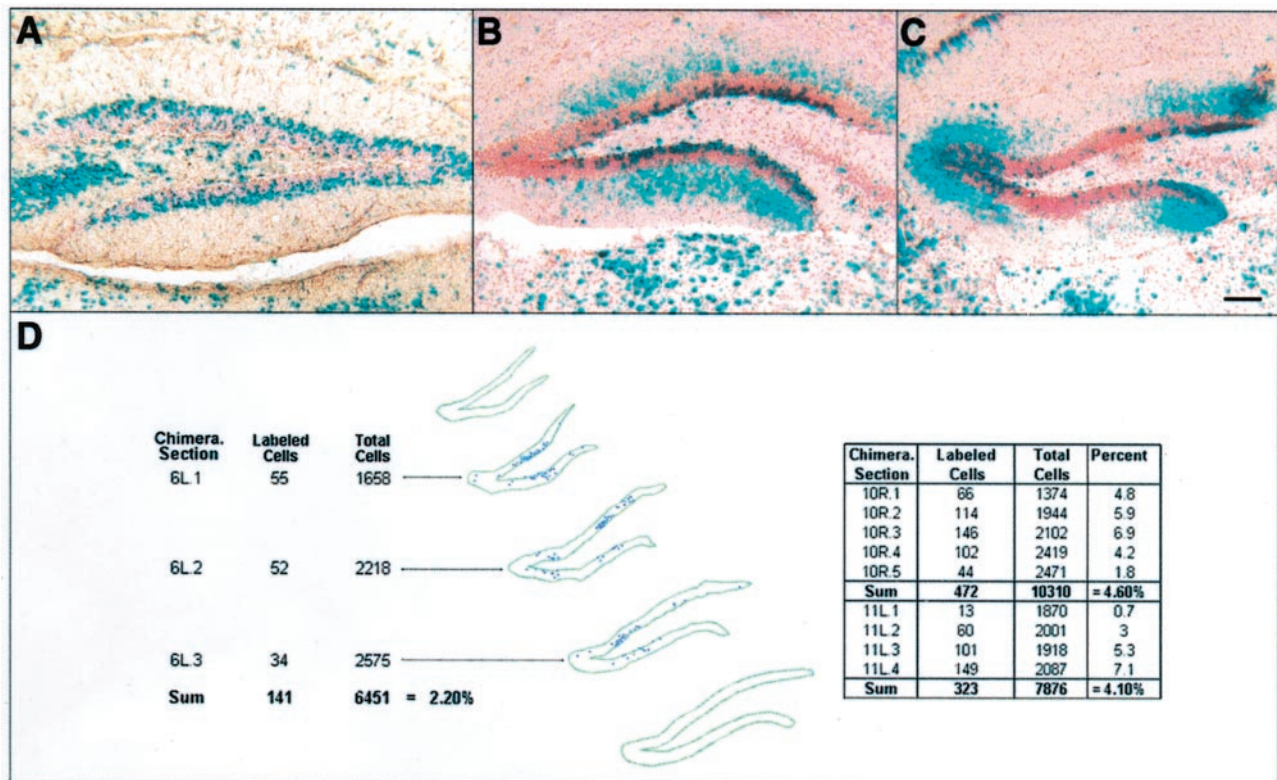 A
B
C
D
Chimera. Section Labeled Cells Total Cells
6L.1 55 1658
6L.2 52 2218
6L.3 34 2575
Sum 141 6451 = 2.20%
Chimera. Section Labeled Cells Total Cells Percent
10R.1 66 1374 4.8
10R.2 114 1944 5.9
10R.3 146 2102 6.9
10R.4 102 2419 4.2
10R.5 44 2471 1.8
Sum 472 10310 = 4.60%
11L.1 13 1870 0.7
11L.2 60 2001 3
11L.3 101 1918 5.3
11L.4 149 2087 7.1
Sum 323 7876 = 4.10%